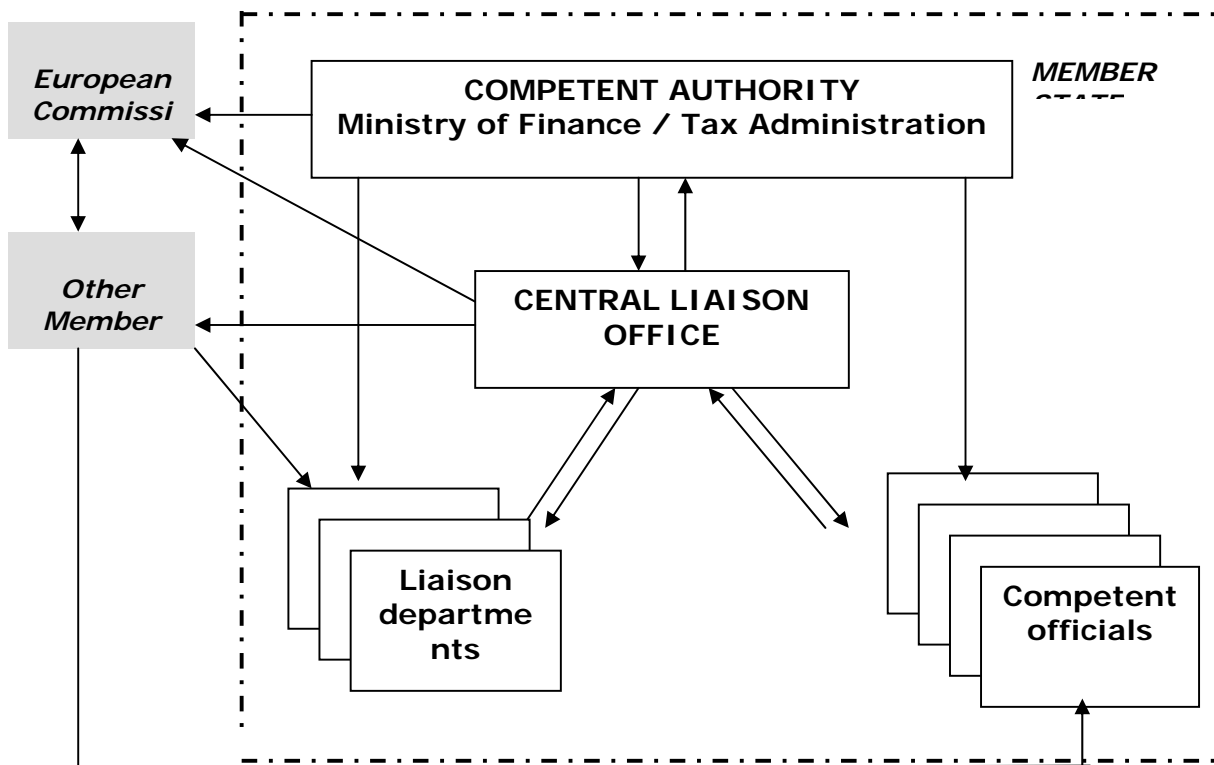 European
Commissi
COMPETENT AUTHORITY
Ministry of Finance / Tax Administration
MEMBER
STATE
Other
Member
CENTRAL LIAISON
OFFICE
Liaison
departme
nts
Competent
officials